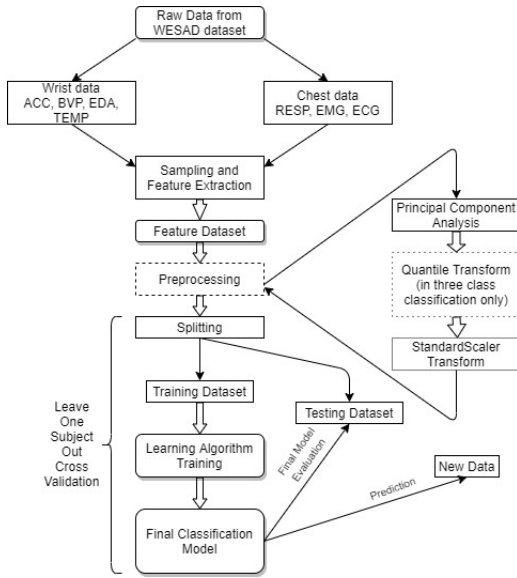 Raw Data from
WESAD dataset
Wrist data
ACC, BVP, EDA,
TEMP
Chest data
RESP, EMG, ECG
Sampling and
Feature Extraction
Feature Dataset
Preprocessing
Principal Component
Analysis
Quantile Transform
(in three class
classification only)
StandardScaler
Transform
Splitting
Training Dataset
Testing Dataset
Leave
One
Subject
Out
Cross
Validation
Learning Algorithm
Training
Final Model
Evaluation
Final Classification
Model
Prediction
New Data